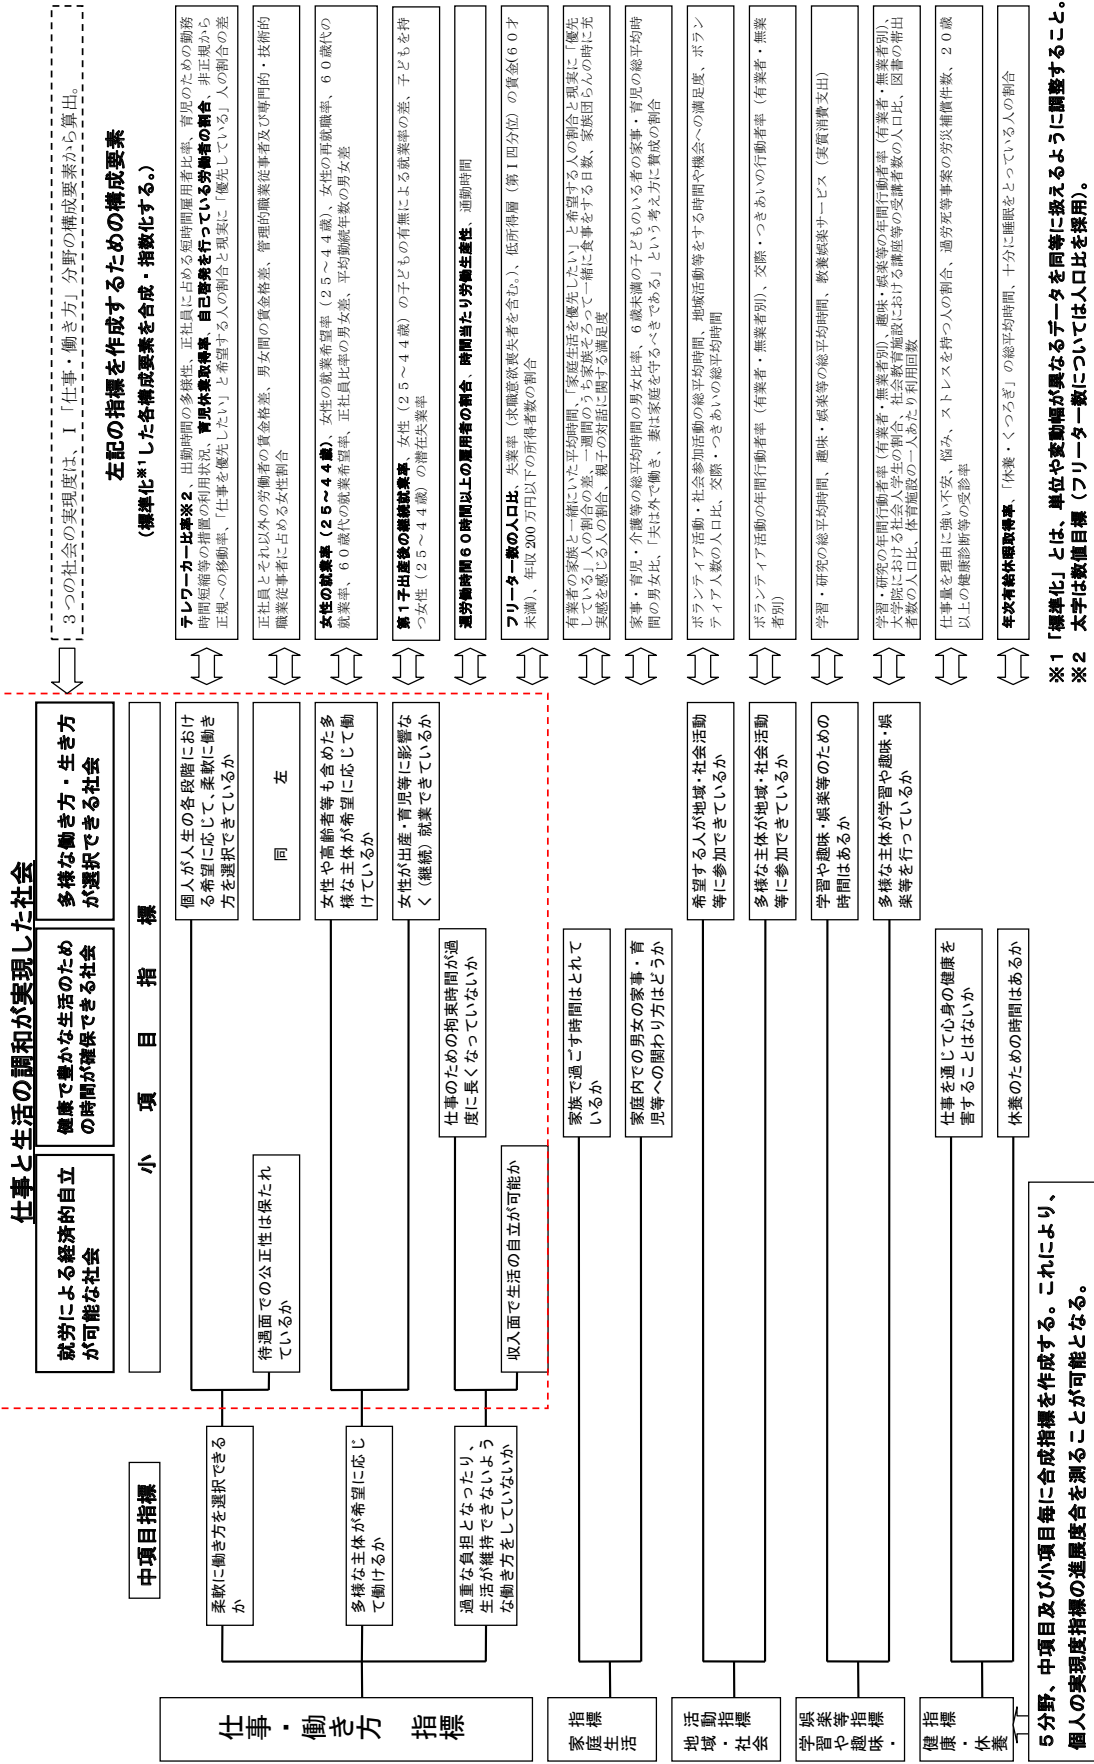 仕事と生活の調和が実現した社会
就労による経済的自立
が可能な社会
健康で豊かな生活のため
の時間が確保できる社会
多様な働き方・生き方
が選択できる社会
3つの社会の実現度は、Ⅰ「仕事・働き方」分野の構成要素から算出。
左記の指標を作成するための構成要素
(標準化※1した各構成要素を合成・指数化する。)
中項目指標
小項目指標
仕事・働き方
指標
柔軟に働き方を選択できる
か
個人が人生の各段階におけ
る希望に応じて、柔軟に働き
方を選択できているか
テレワーカー比率※2、出勤時間の多様性、正社員に占める短時間雇用者比率、育児のための勤務
時間短縮等の措置の利用状況、育児休業取得率、自己啓発を行っている労働者の割合、非正規から
正規への移動率、「仕事を優先したい」と希望する人の割合と現実に「優先している」人の割合の差
待遇面での公正性は保たれ
ているか
同 左
正社員とそれ以外の労働者の賃金格差、男女間の賃金格差、管理的職業従事者及び専門的・技術的
職業従事者に占める女性割合
多様な主体が希望に応じ
て働けるか
女性や高齢者等も含めた多
様な主体が希望に応じて働
けているか
女性の就業率(25~44歳)、女性の就業希望率(25~44歳)、女性の再就職率、60歳代の
就業率、60歳代の就業希望率、正社員比率の男女差、平均勤続年数の男女差
女性が出産・育児等に影響な
く(継続)就業できているか
第1子出産後の継続就業率、女性(25~44歳)の子どもの有無による就業率の差、子どもを持
つ女性(25~44歳)の潜在失業率
過重な負担となったり、
生活が維持できないよう
な働き方をしていないか
仕事のための拘束時間が過
度に長くなっていないか
週労働時間60時間以上の雇用者の割合、時間当たり労働生産性、通勤時間
収入面で生活の自立が可能か
フリーター数の人口比、失業率(求職意欲喪失者を含む。)、低所得層(第Ⅰ四分位)の賃金(60才
未満)、年収200万円以下の所得者数の割合
家庭生活
指標
家族で過ごす時間はとれて
いるか
有業者の家族と一緒にいた平均時間、「家庭生活を優先したい」と希望する人の割合と現実に「優先
している」人の割合の差、一週間のうち家族そろって一緒に食事をする日数、家族団らんの時に充
実感を感じる人の割合、親子の対話に関する満足度
家庭内での男女の家事・育
児等への関わり方はどうか
家事・育児・介護等の総平均時間の男女比率、6歳未満の子どものいる者の家事・育児の総平均時
間の男女比、「夫は外で働き、妻は家庭を守るべきである」という考え方に賛成の割合
地域・社会
活動指標
希望する人が地域・社会活動
等に参加できているか
ボランティア活動・社会参加活動の総平均時間、地域活動等をする時間や機会への満足度、ボラン
ティア人数の人口比、交際・つきあいの総平均時間
多様な主体が地域・社会活動
等に参加できているか
ボランティア活動の年間行動者率(有業者・無業者別)、交際・つきあいの行動者率(有業者・無業
者別)
学習や趣味・
娯楽等指標
学習や趣味・娯楽等のための
時間はあるか
学習・研究の総平均時間、趣味・娯楽等の総平均時間、教養娯楽サービス(実質消費支出)
多様な主体が学習や趣味・娯
楽等を行っているか
学習・研究の年間行動者率(有業者・無業者別)、趣味・娯楽等の年間行動者率(有業者・無業者別)、
大学院における社会人学生の割合、社会教育施設における講座等の受講者数の人口比、図書の帯出
者数の人口比、体育施設の一人あたり利用回数
健康・休養
指標
仕事を通じて心身の健康を
害することはないか
仕事量を理由に強い不安、悩み、ストレスを持つ人の割合、過労死等事案の労災補償件数、20歳
以上の健康診断等の受診率
休養のための時間はあるか
年次有給休暇取得率、「休養・くつろぎ」の総平均時間、十分に睡眠をとっている人の割合
5分野、中項目及び小項目毎に合成指標を作成する。これにより、
個人の実現度指標の進展度合を測ることが可能となる。
※1「標準化」とは、単位や変動幅が異なるデータを同等に扱えるように調整すること。
※2 太字は数値目標(フリーター数については人口比を採用)。